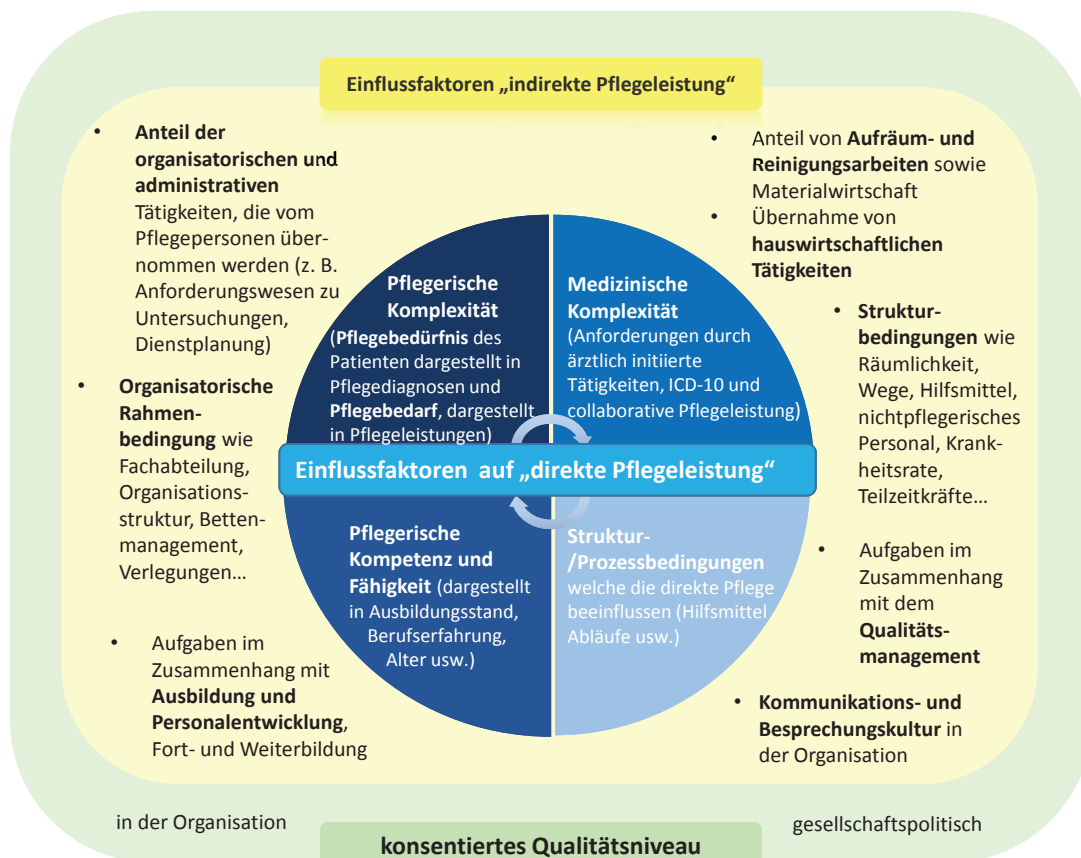 Einflussfaktoren „indirekte Pflegeleistung“
• Anteil der
organisatorischen und
administrativen
Tätigkeiten, die vom
Pflegepersonen über-
nommen werden (z. B.
Anforderungswesen zu
Untersuchungen,
Dienstplanung)
• Organisatorische
Rahmen-
bedingung wie
Fachabteilung,
Organisations-
struktur, Betten-
management,
Verlegungen…
• Aufgaben im
Zusammenhang mit
Ausbildung und
Personalentwicklung,
Fort- und Weiterbildung
Pflegerische
Komplexität
(Pflegebedürfnis des
Patienten dargestellt in
Pflegediagnosen und
Pflegebedarf, dargestellt
in Pflegeleistungen)
Medizinische
Komplexität
(Anforderungen durch
ärztlich initiierte
Tätigkeiten, ICD-10 und
collaborative Pflegeleistung)
Einflussfaktoren auf „direkte Pflegeleistung“
Pflegerische
Kompetenz und
Fähigkeit (dargestellt
in Ausbildungsstand,
Berufserfahrung,
Alter usw.)
Struktur-
/Prozessbedingungen
welche die direkte Pflege
beeinflussen (Hilfsmittel
Abläufe usw.)
• Anteil von Aufräum- und
Reinigungsarbeiten sowie
Materialwirtschaft
• Übernahme von
hauswirtschaftlichen
Tätigkeiten
• Struktur-
bedingungen wie
Räumlichkeit,
Wege, Hilfsmittel,
nichtpflegerisches
Personal, Krank-
heitsrate,
Teilzeitkräfte…
• Aufgaben im
Zusammenhang
mit dem
Qualitäts-
management
• Kommunikations- und
Besprechungskultur in
der Organisation
in der Organisation
konsentiertes Qualitätsniveau
gesellschaftspolitisch